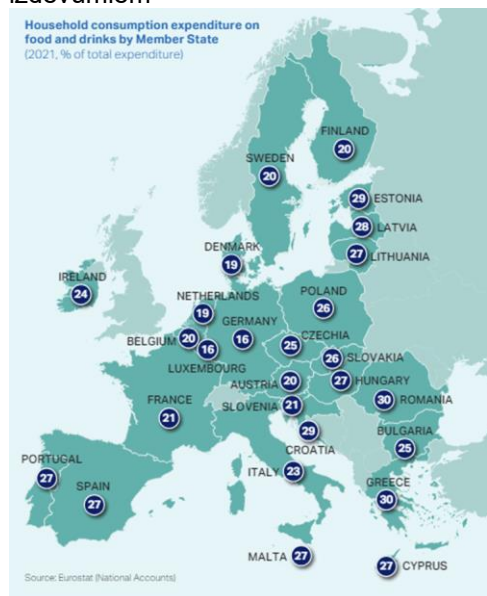 Household consumption expenditure on
food and drinks by Member State
(2021, % of total expenditure)
FINLAND
20
SWEDEN
20
29 ESTONIA
28 LATVIA
DENMARK
19
27 LITHUANIA
IRELAND
24
NETHERLANDS
19
POLAND
26
GERMANY
16
BELGIUM 20
16
LUXEMBOURG
CZECHIA
25
26 SLOVAKIA
AUSTRIA 20
27 HUNGARY
FRANCE
21
SLOVENIA 21
30 ROMANIA
29
CROATIA
BULGARIA
25
PORTUGAL
27
SPAIN
27
ITALY 23
GREECE
30
MALTA 27
27 CYPRUS
Source: Eurostat (National Accounts)